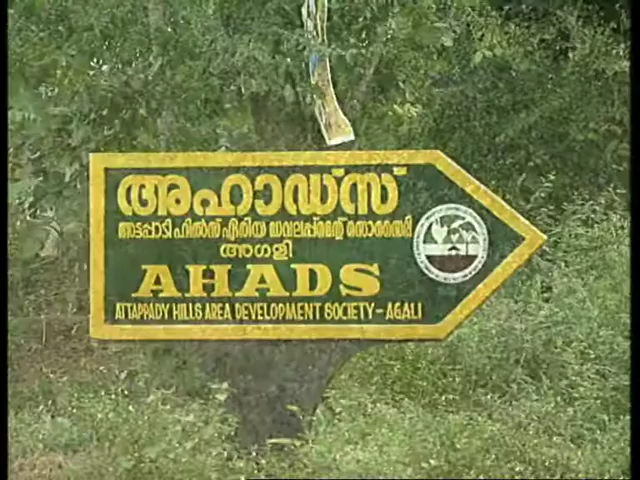 അഹാഡ്സ്
അട്ടപ്പാടി ഹിൽസ് ഏരിയ ഡവലപ്പ്മെന്റ് സൊസൈറ്റി
അഗളി
AHADS
ATTAPPADY HILLS AREA DEVELOPMENT SOCIETY-AGALI